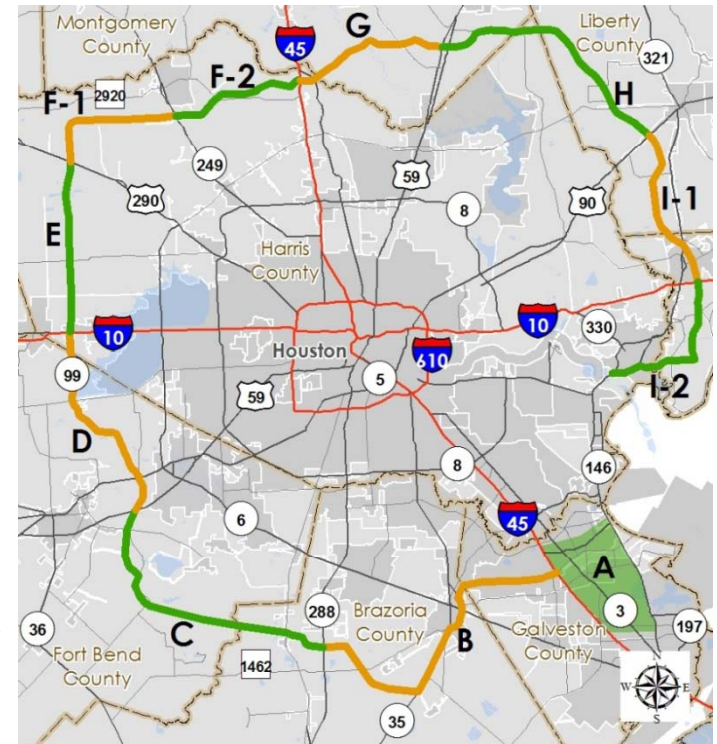 Montgomery
County
45
G
Liberty
County
321
F-2
2920
F-1
H
249
59
290
8
90
I-1
E
Harris
County
10
10
330
Houston
610
99
5
I-2
59
D
8
146
6
45
A
288
Brazoria
County
3
C
B
Galveston
County
197
36
Fort Bend
County
1462
35
N
W
E
S